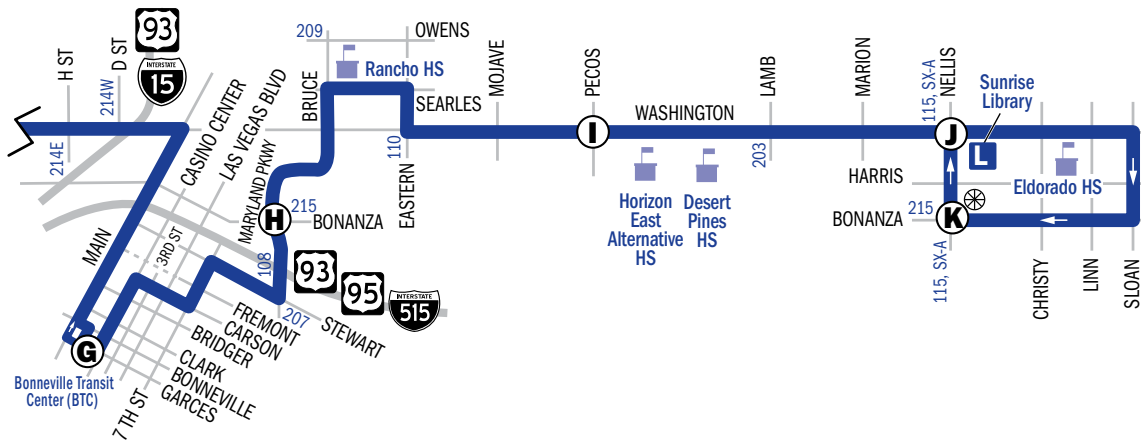 93
INTERSTATE
15
H ST
D ST
214W
214E
CASINO CENTER
LAS VEGAS BLVD
MARYLAND PKWY
BRUCE
209
OWENS
Rancho HS
SEARLES
110
EASTERN
MOJAVE
PECOS
I
WASHINGTON
Horizon
East
Alternative
HS
Desert
Pines
HS
LAMB
203
MARION
115, SX-A
NELLIS
J
Sunrise
Library
L
HARRIS
Eldorado HS
BONANZA
215
K
115, SX-A
CHRISTY
LINN
SLOAN
H
215
BONANZA
108
93
95
INTERSTATE
515
MAIN
3RD ST
207
STEWART
FREMONT
CARSON
BRIDGER
CLARK
BONNEVILLE
GARCES
7 TH ST
G
Bonneville Transit
Center (BTC)